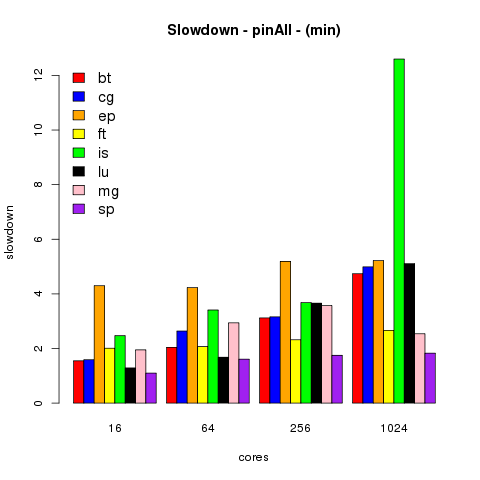 Slowdown - pinAll - (min)
bt
cg
ep
ft
is
lu
mg
sp
slowdown
0
2
4
6
8
10
12
16
64
256
1024
cores